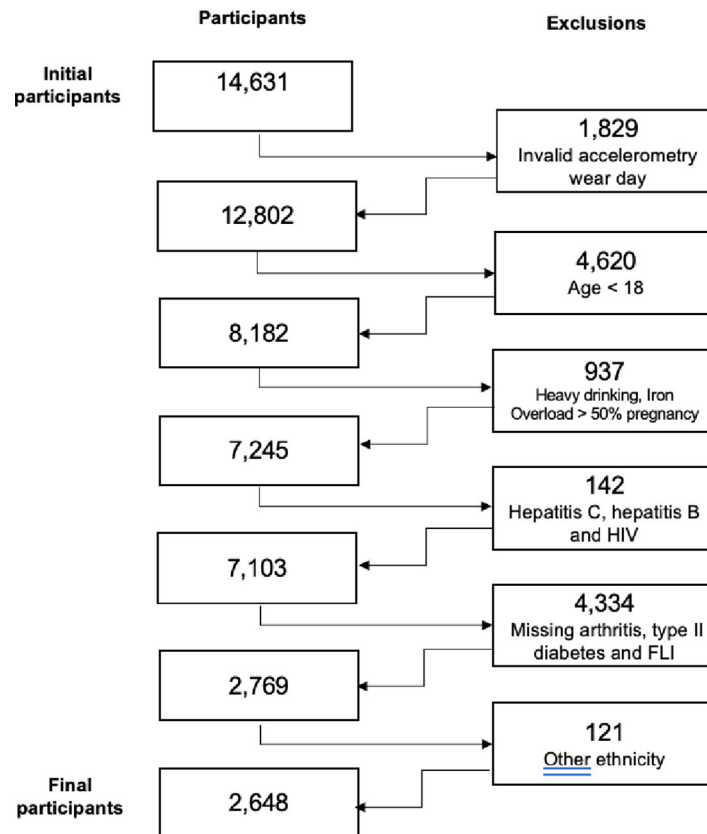 Participants
Exclusions
Initial
participants
14,631
1,829
Invalid accelerometry
wear day
12,802
4,620
Age < 18
8,182
937
Heavy drinking, Iron
Overload > 50% pregnancy
7,245
142
Hepatitis C, hepatitis B
and HIV
7,103
4,334
Missing arthritis, type II
diabetes and FLI
2,769
121
Other ethnicity
Final
participants
2,648